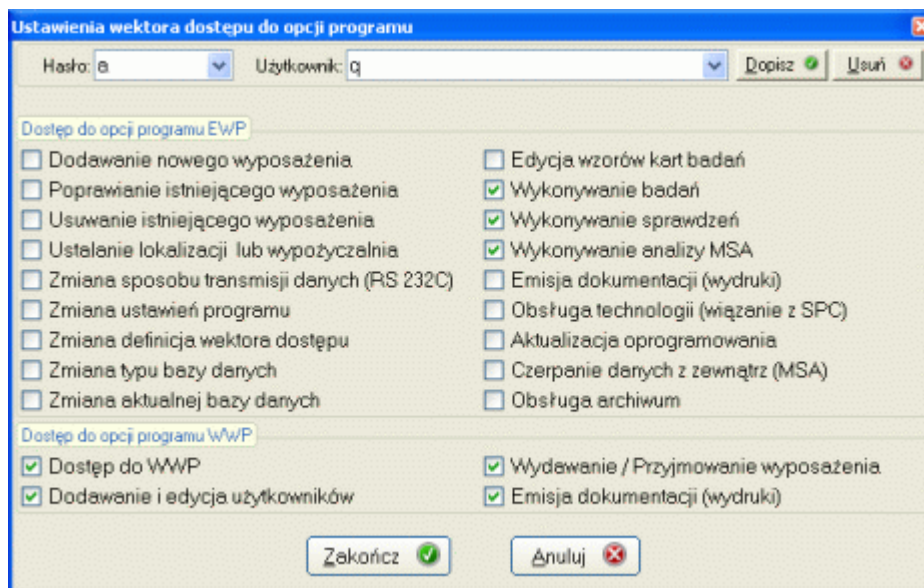 Ustawienia wektora dostępu do opcji programu
Hasło: a Użytkownik: q Dopisz Usuń
Dostęp do opcji programu EWP
Dodawanie nowego wyposażenia
Poprawianie istniejącego wyposażenia
Usuwanie istniejącego wyposażenia
Ustalanie lokalizacji lub wypożyczalnia
Zmiana sposobu transmisji danych (RS 232C)
Zmiana ustawień programu
Zmiana definicja wektora dostępu
Zmiana typu bazy danych
Zmiana aktualnej bazy danych
Edycja wzorów kart badań
Wykonywanie badań
Wykonywanie sprawdzeń
Wykonywanie analizy MSA
Emisja dokumentacji (wydruki)
Obsługa technologii (wiązanie z SPC)
Aktualizacja oprogramowania
Czerpanie danych z zewnątrz (MSA)
Obsługa archiwum
Dostęp do opcji programu WWP
Dostęp do WWP
Dodawanie i edycja użytkowników
Wydawanie / Przyjmowanie wyposażenia
Emisja dokumentacji (wydruki)
Zakończ Anuluj